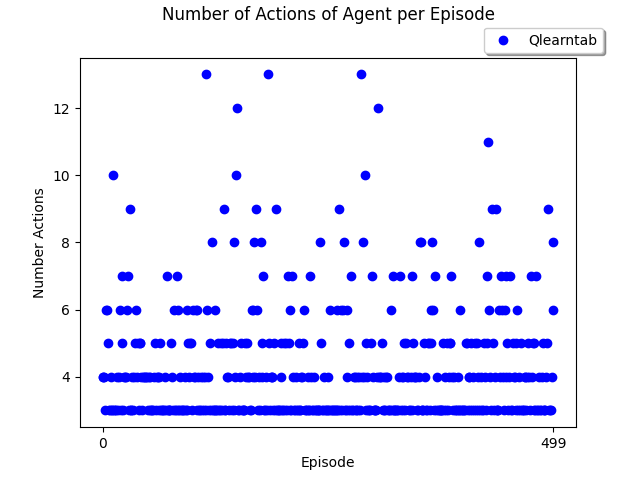 Number of Actions of Agent per Episode
Qlearntab
12
10
8
6
4
Number Actions
0
499
Episode